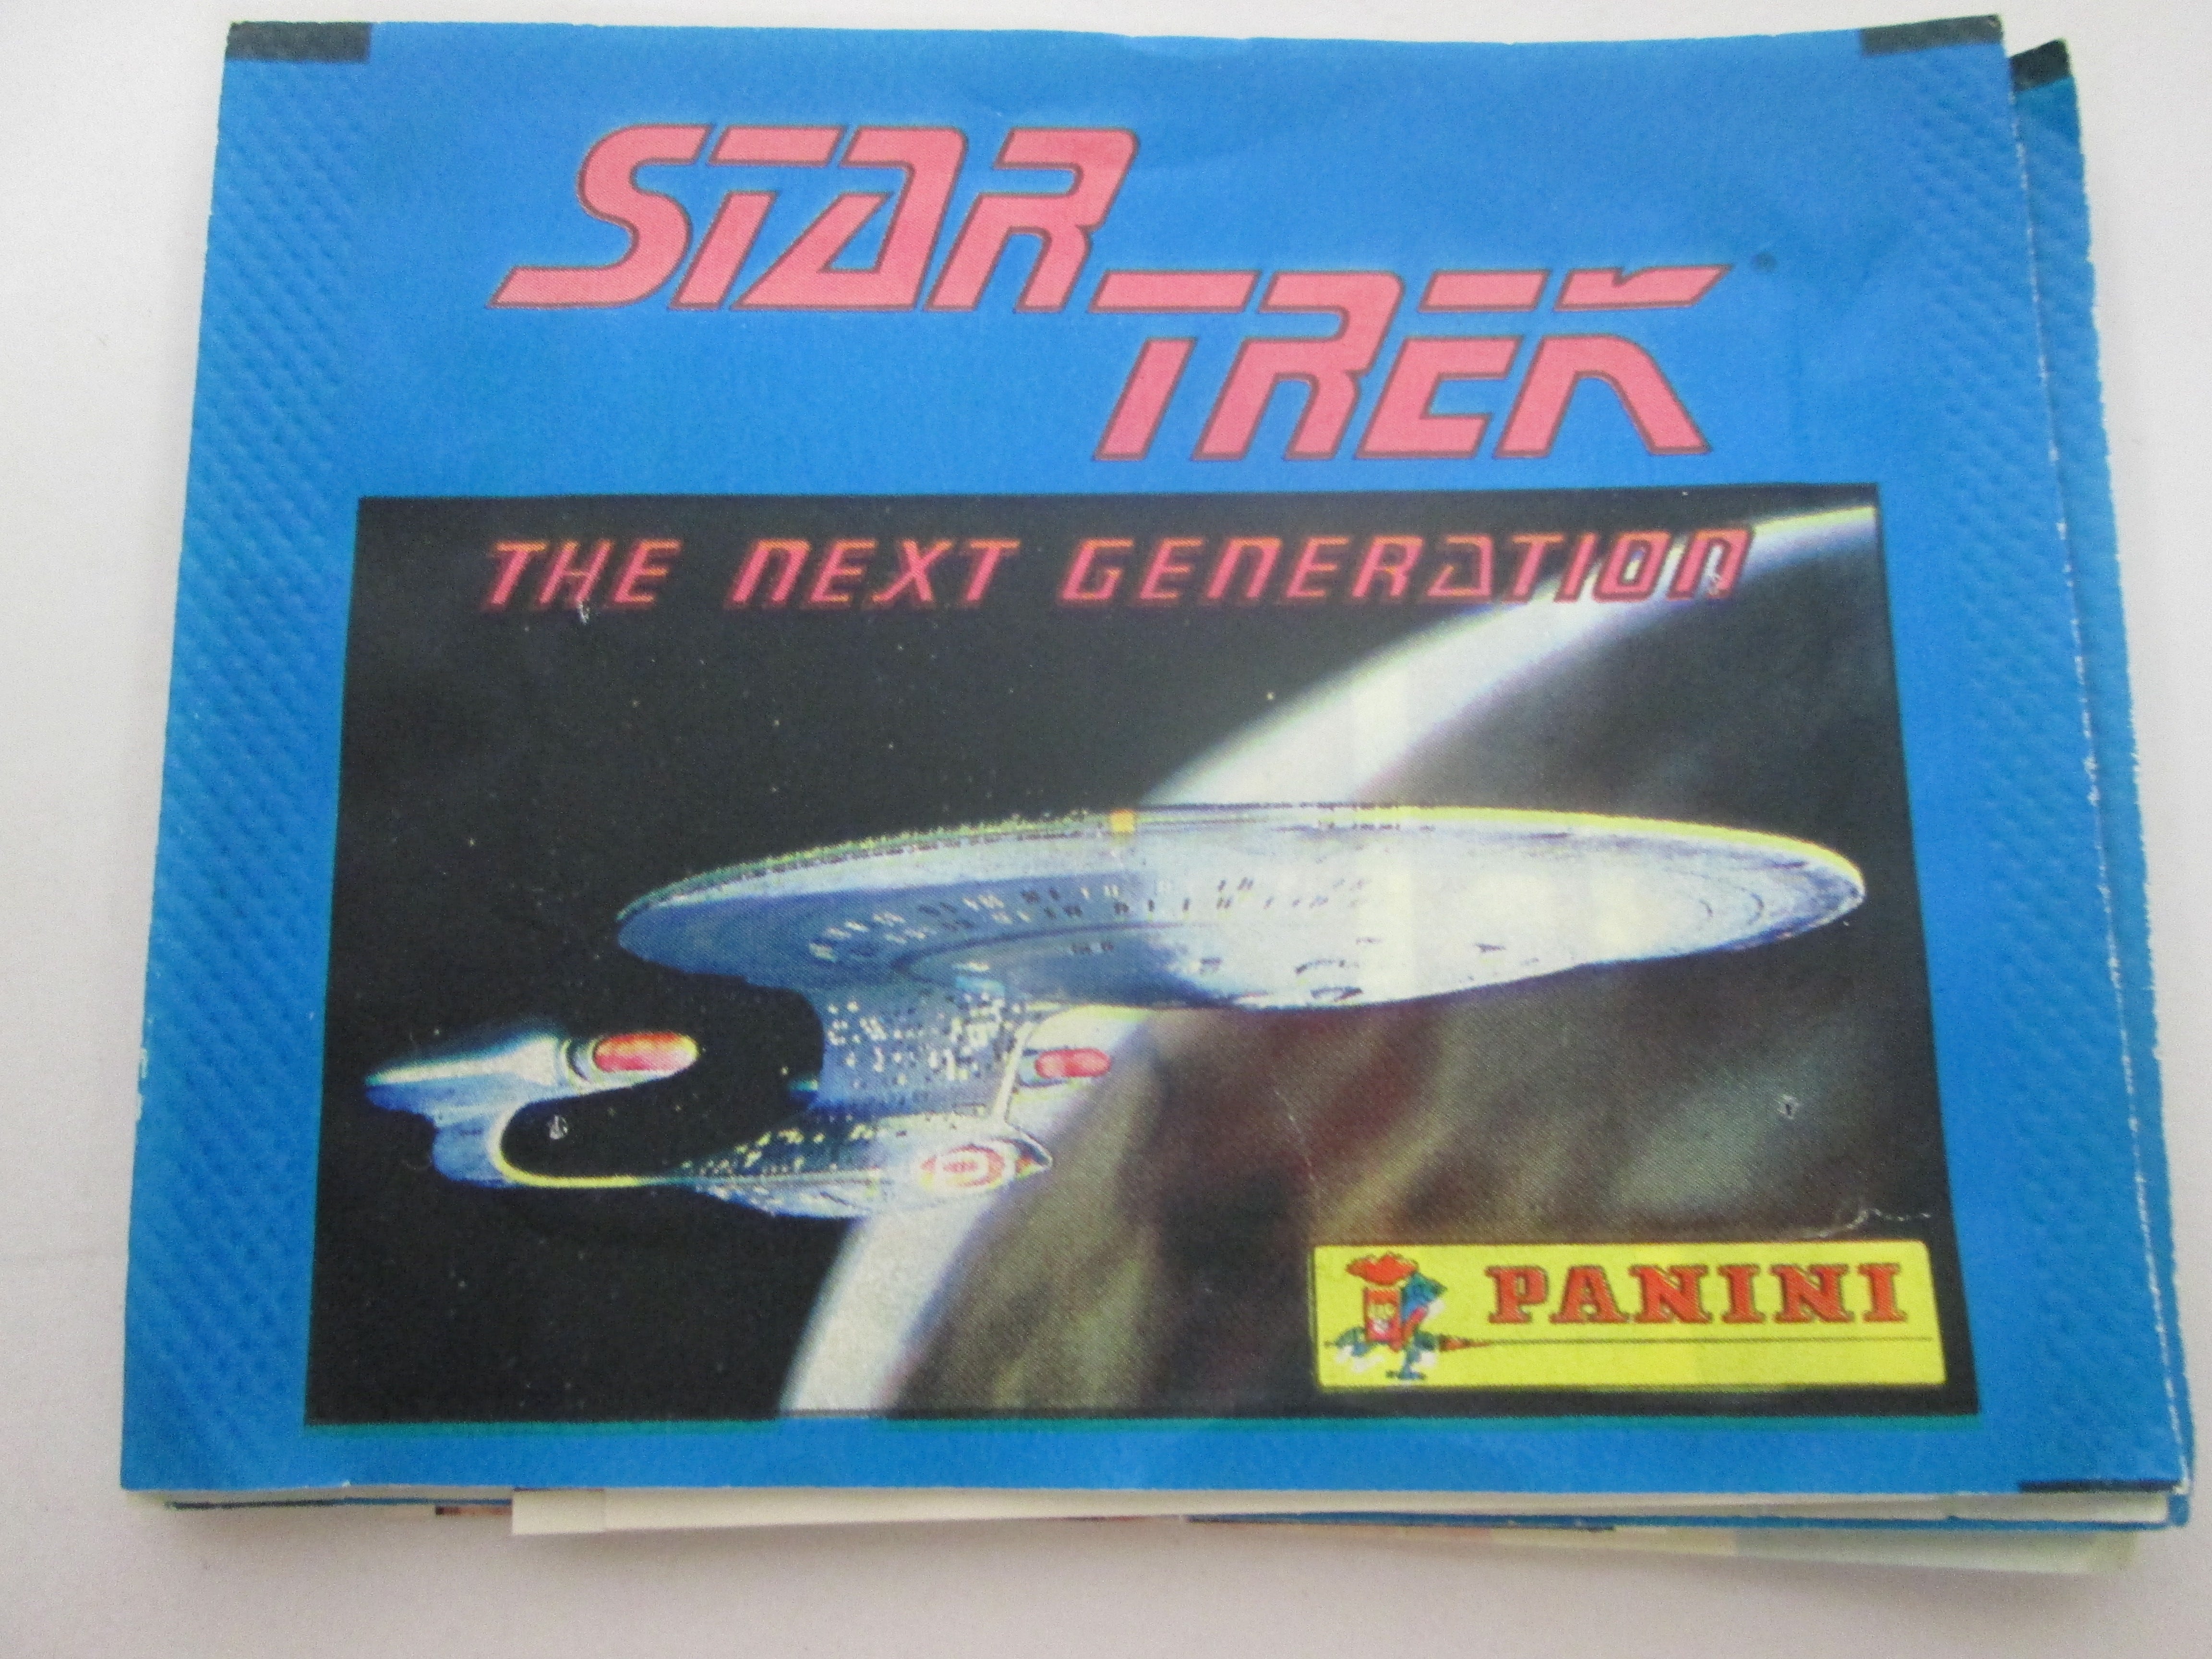 STAR
TREK
THE NEXT GENERATION
PANINI